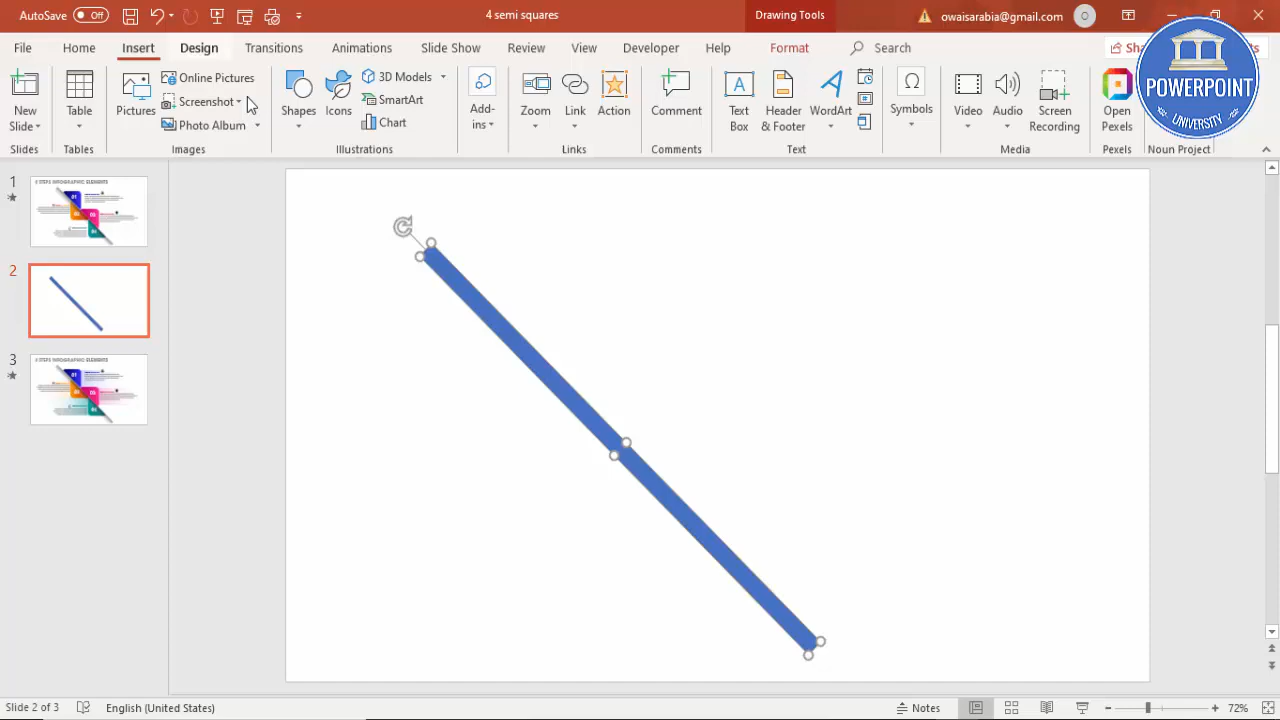 AutoSave Off 4 semi squares Drawing Tools owaisarabia@gmail.com O
File Home Insert Design Transitions Animations Slide Show Review View Developer Help Format Search
New Slide Table Pictures Online Pictures Screenshot Photo Album Shapes Icons 3D Models SmartArt Chart Add-ins Zoom Link Action Comment Text Box Header & Footer WordArt Symbols Video Audio Screen Recording Open Pexels
POWERPOINT
UNIVERSITY
Slides Tables Images Illustrations Links Comments Text Media Pexels Noun Project
1
2
3
Slide 2 of 3 English (United States) Notes 72%